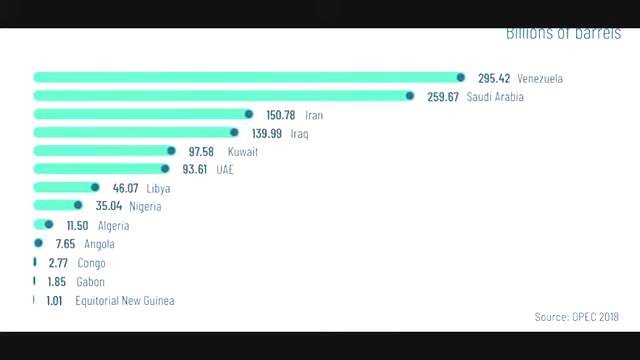 Billions of barrels
295.42 Venezuela
259.67 Saudi Arabia
150.78 Iran
139.99 Iraq
97.58 Kuwait
93.61 UAE
46.07 Libya
35.04 Nigeria
11.50 Algeria
7.65 Angola
2.77 Congo
1.85 Gabon
1.01 Equitorial New Guinea
Source: OPEC 2018